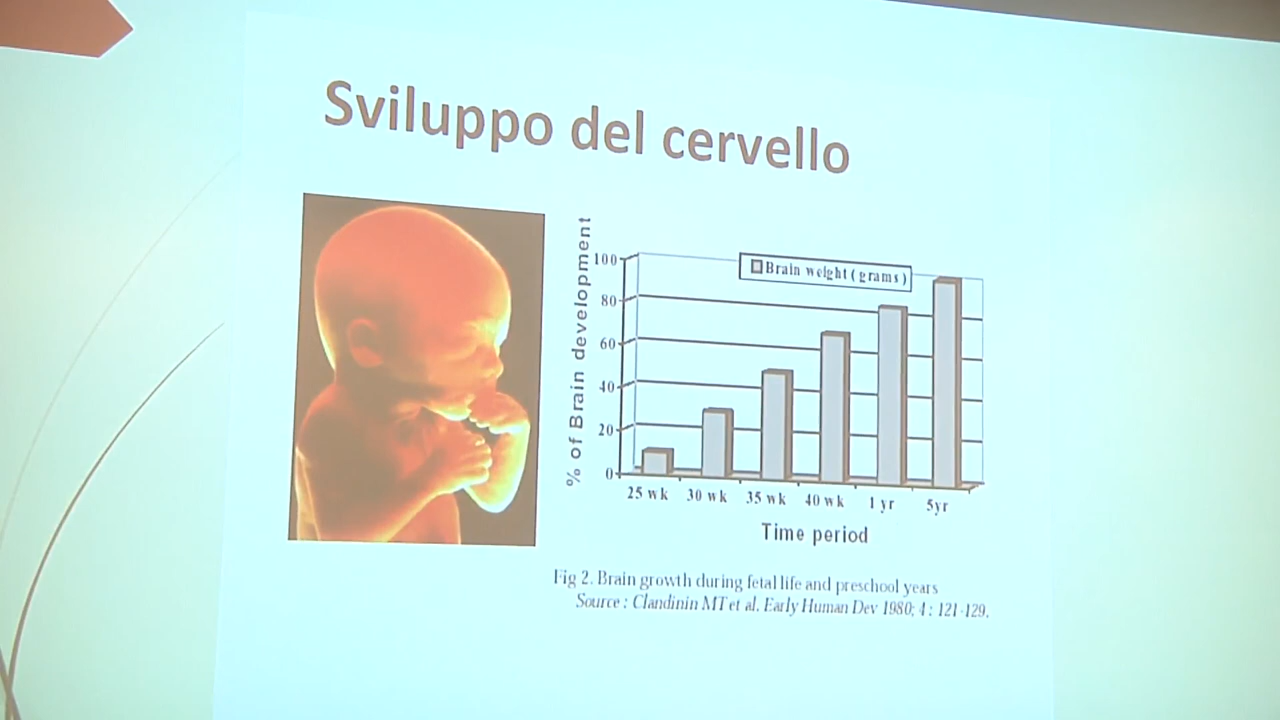 Sviluppo del cervello
% of Brain development
Brain weight (grams)
100
80
60
40
20
0
25 wk 30 wk 35 wk 40 wk 1 yr 5yr
Time period
Fig 2. Brain growth during fetal life and preschool years
Source : Clandinin MT et al. Early Human Dev 1980; 4 : 121-129.